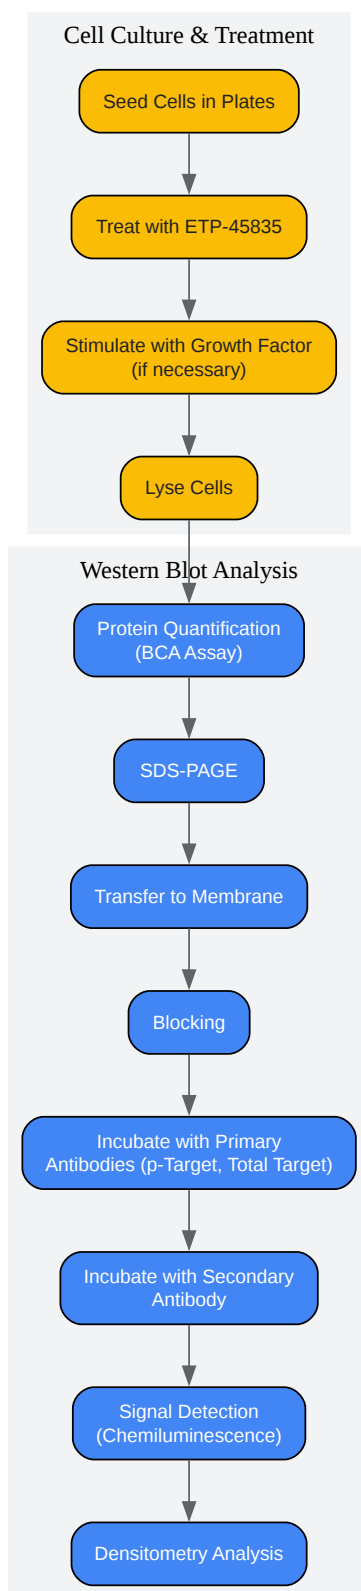 Cell Culture & Treatment
Seed Cells in Plates
Treat with ETP-45835
Stimulate with Growth Factor
(if necessary)
Lyse Cells
Western Blot Analysis
Protein Quantification
(BCA Assay)
SDS-PAGE
Transfer to Membrane
Blocking
Incubate with Primary
Antibodies (p-Target, Total Target)
Incubate with Secondary
Antibody
Signal Detection
(Chemiluminescence)
Densitometry Analysis